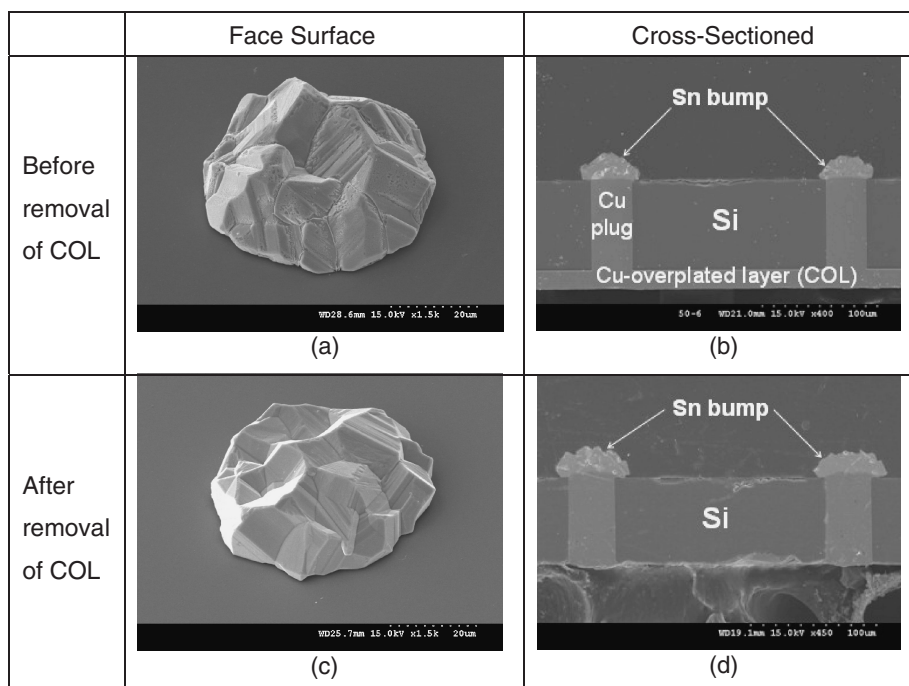 Face Surface
Cross-Sectioned
Before
removal
of COL
Sn bump
Cu
plug
Si
Cu-overplated layer (COL)
WD28.6mm 15.0kV x1.5k 20um
50-6 WD21.0mm 15.0kV x400 100um
(a)
(b)
After
removal
of COL
Sn bump
Si
WD25.7mm 15.0kV x1.5k 20um
WD19.1mm 15.0kV x450 100um
(c)
(d)